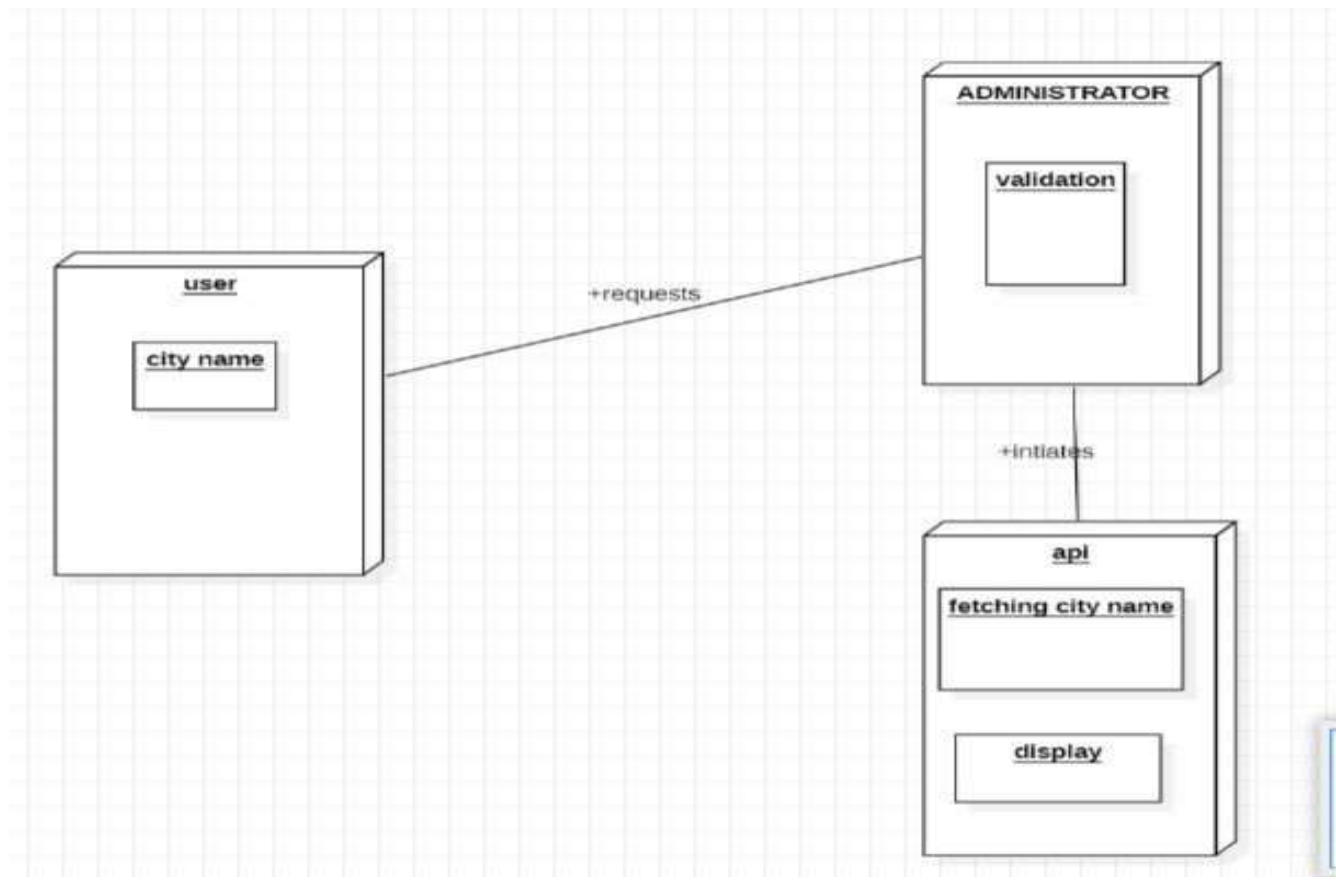 ADMINISTRATOR
validation
user
city name
+requests
+intiates
api
fetching city name
display